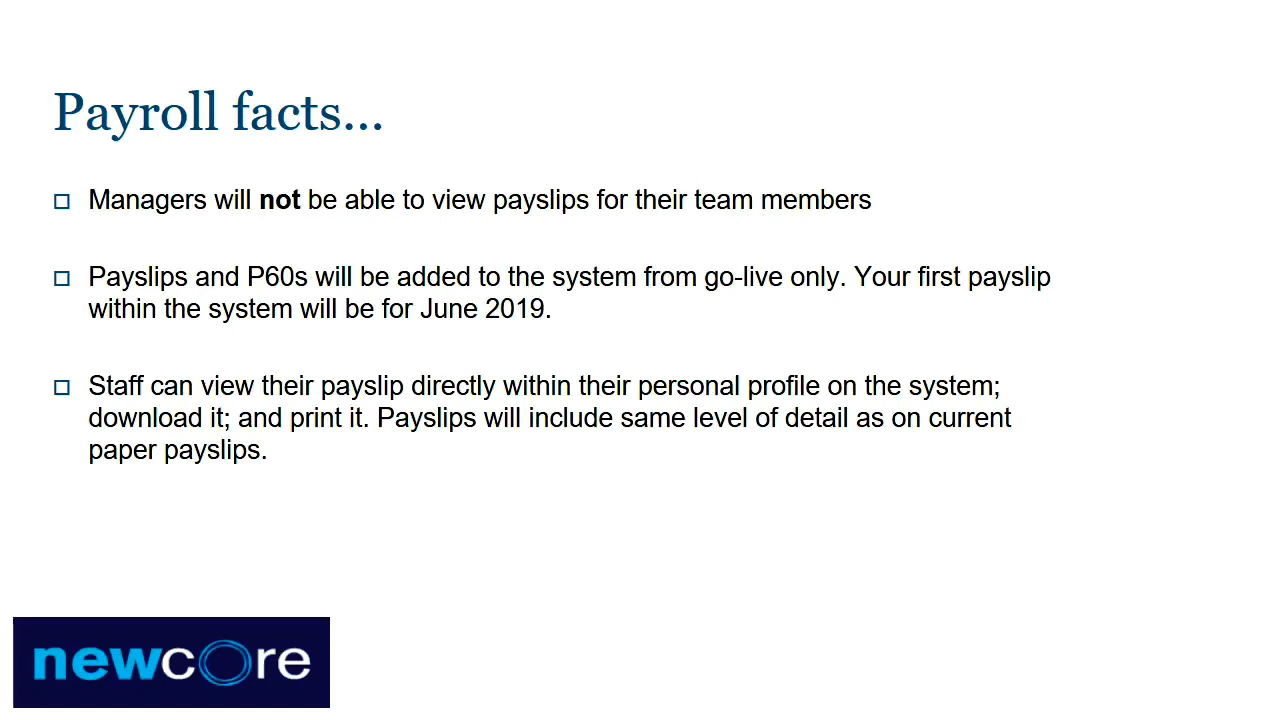 Payroll facts...
Managers will not be able to view payslips for their team members
Payslips and P60s will be added to the system from go-live only. Your first payslip
within the system will be for June 2019.
Staff can view their payslip directly within their personal profile on the system;
download it; and print it. Payslips will include same level of detail as on current
paper payslips.
newcore